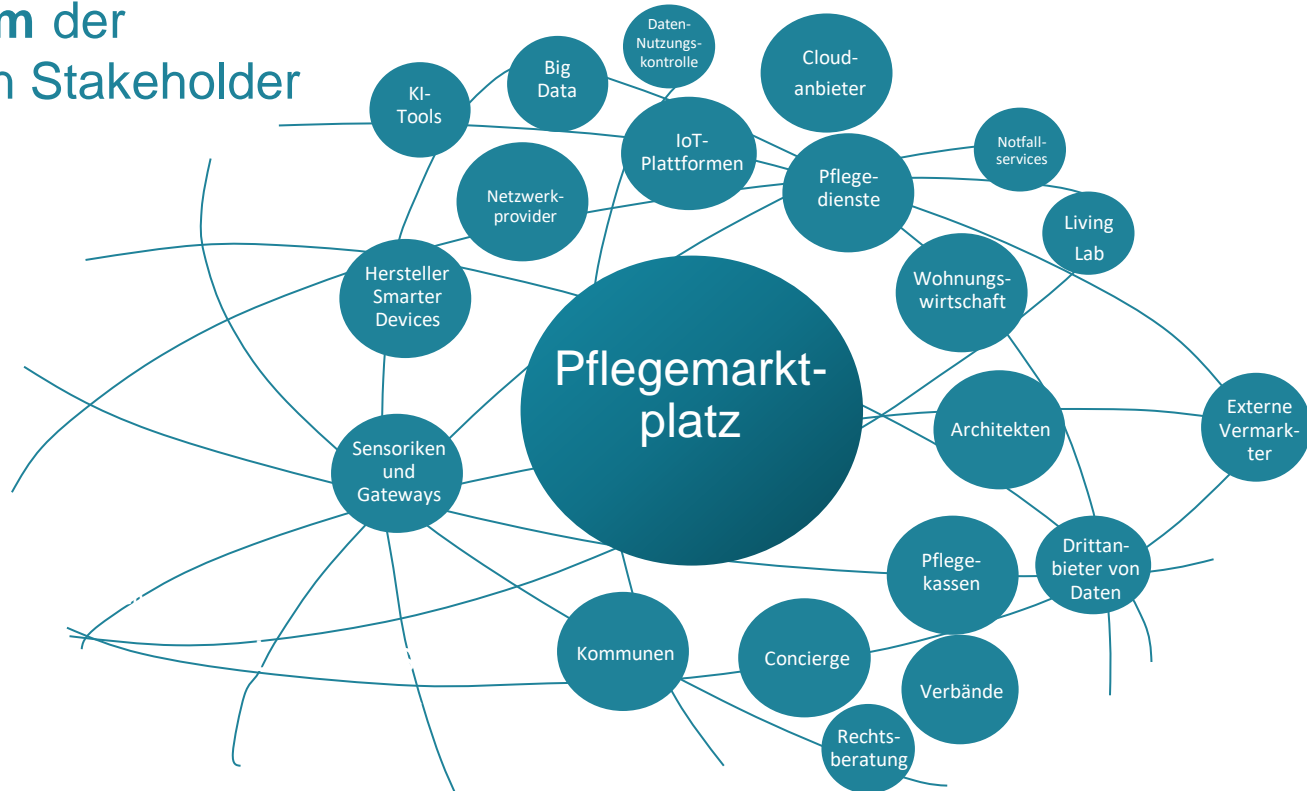 m der
n Stakeholder
Daten-
Nutzungs-
kontrolle
Cloud-
anbieter
Big
Data
KI-
Tools
IoT-
Plattformen
Notfall-
services
Pflege-
dienste
Netzwerk-
provider
Living
Lab
Hersteller
Smarter
Devices
Wohnungs-
wirtschaft
Pflegemarkt-
platz
Architekten
Externe
Vermark-
ter
Sensoriken
und
Gateways
Pflege-
kassen
Drittan-
bieter von
Daten
Kommunen
Concierge
Verbände
Rechts-
beratung